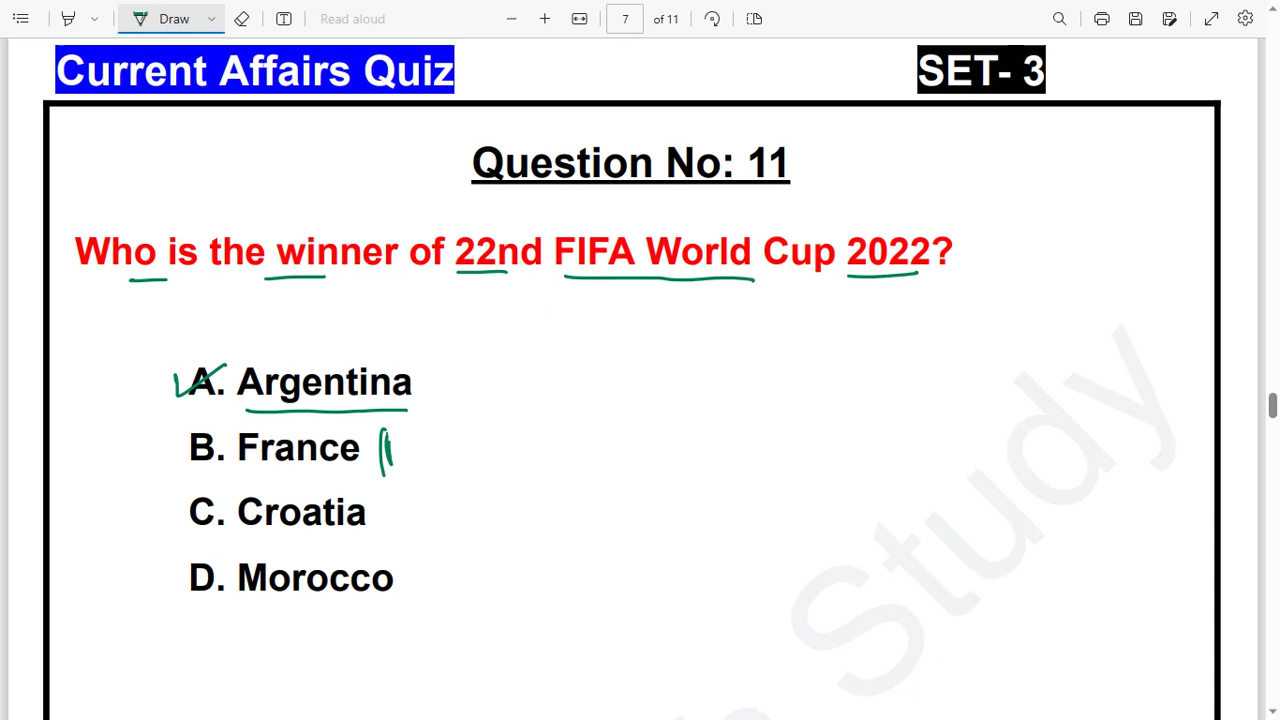 Draw
Read aloud
7 of 11
Current Affairs Quiz
SET- 3
Question No: 11
Who is the winner of 22nd FIFA World Cup 2022?
A. Argentina
B. France
C. Croatia
D. Morocco
Study